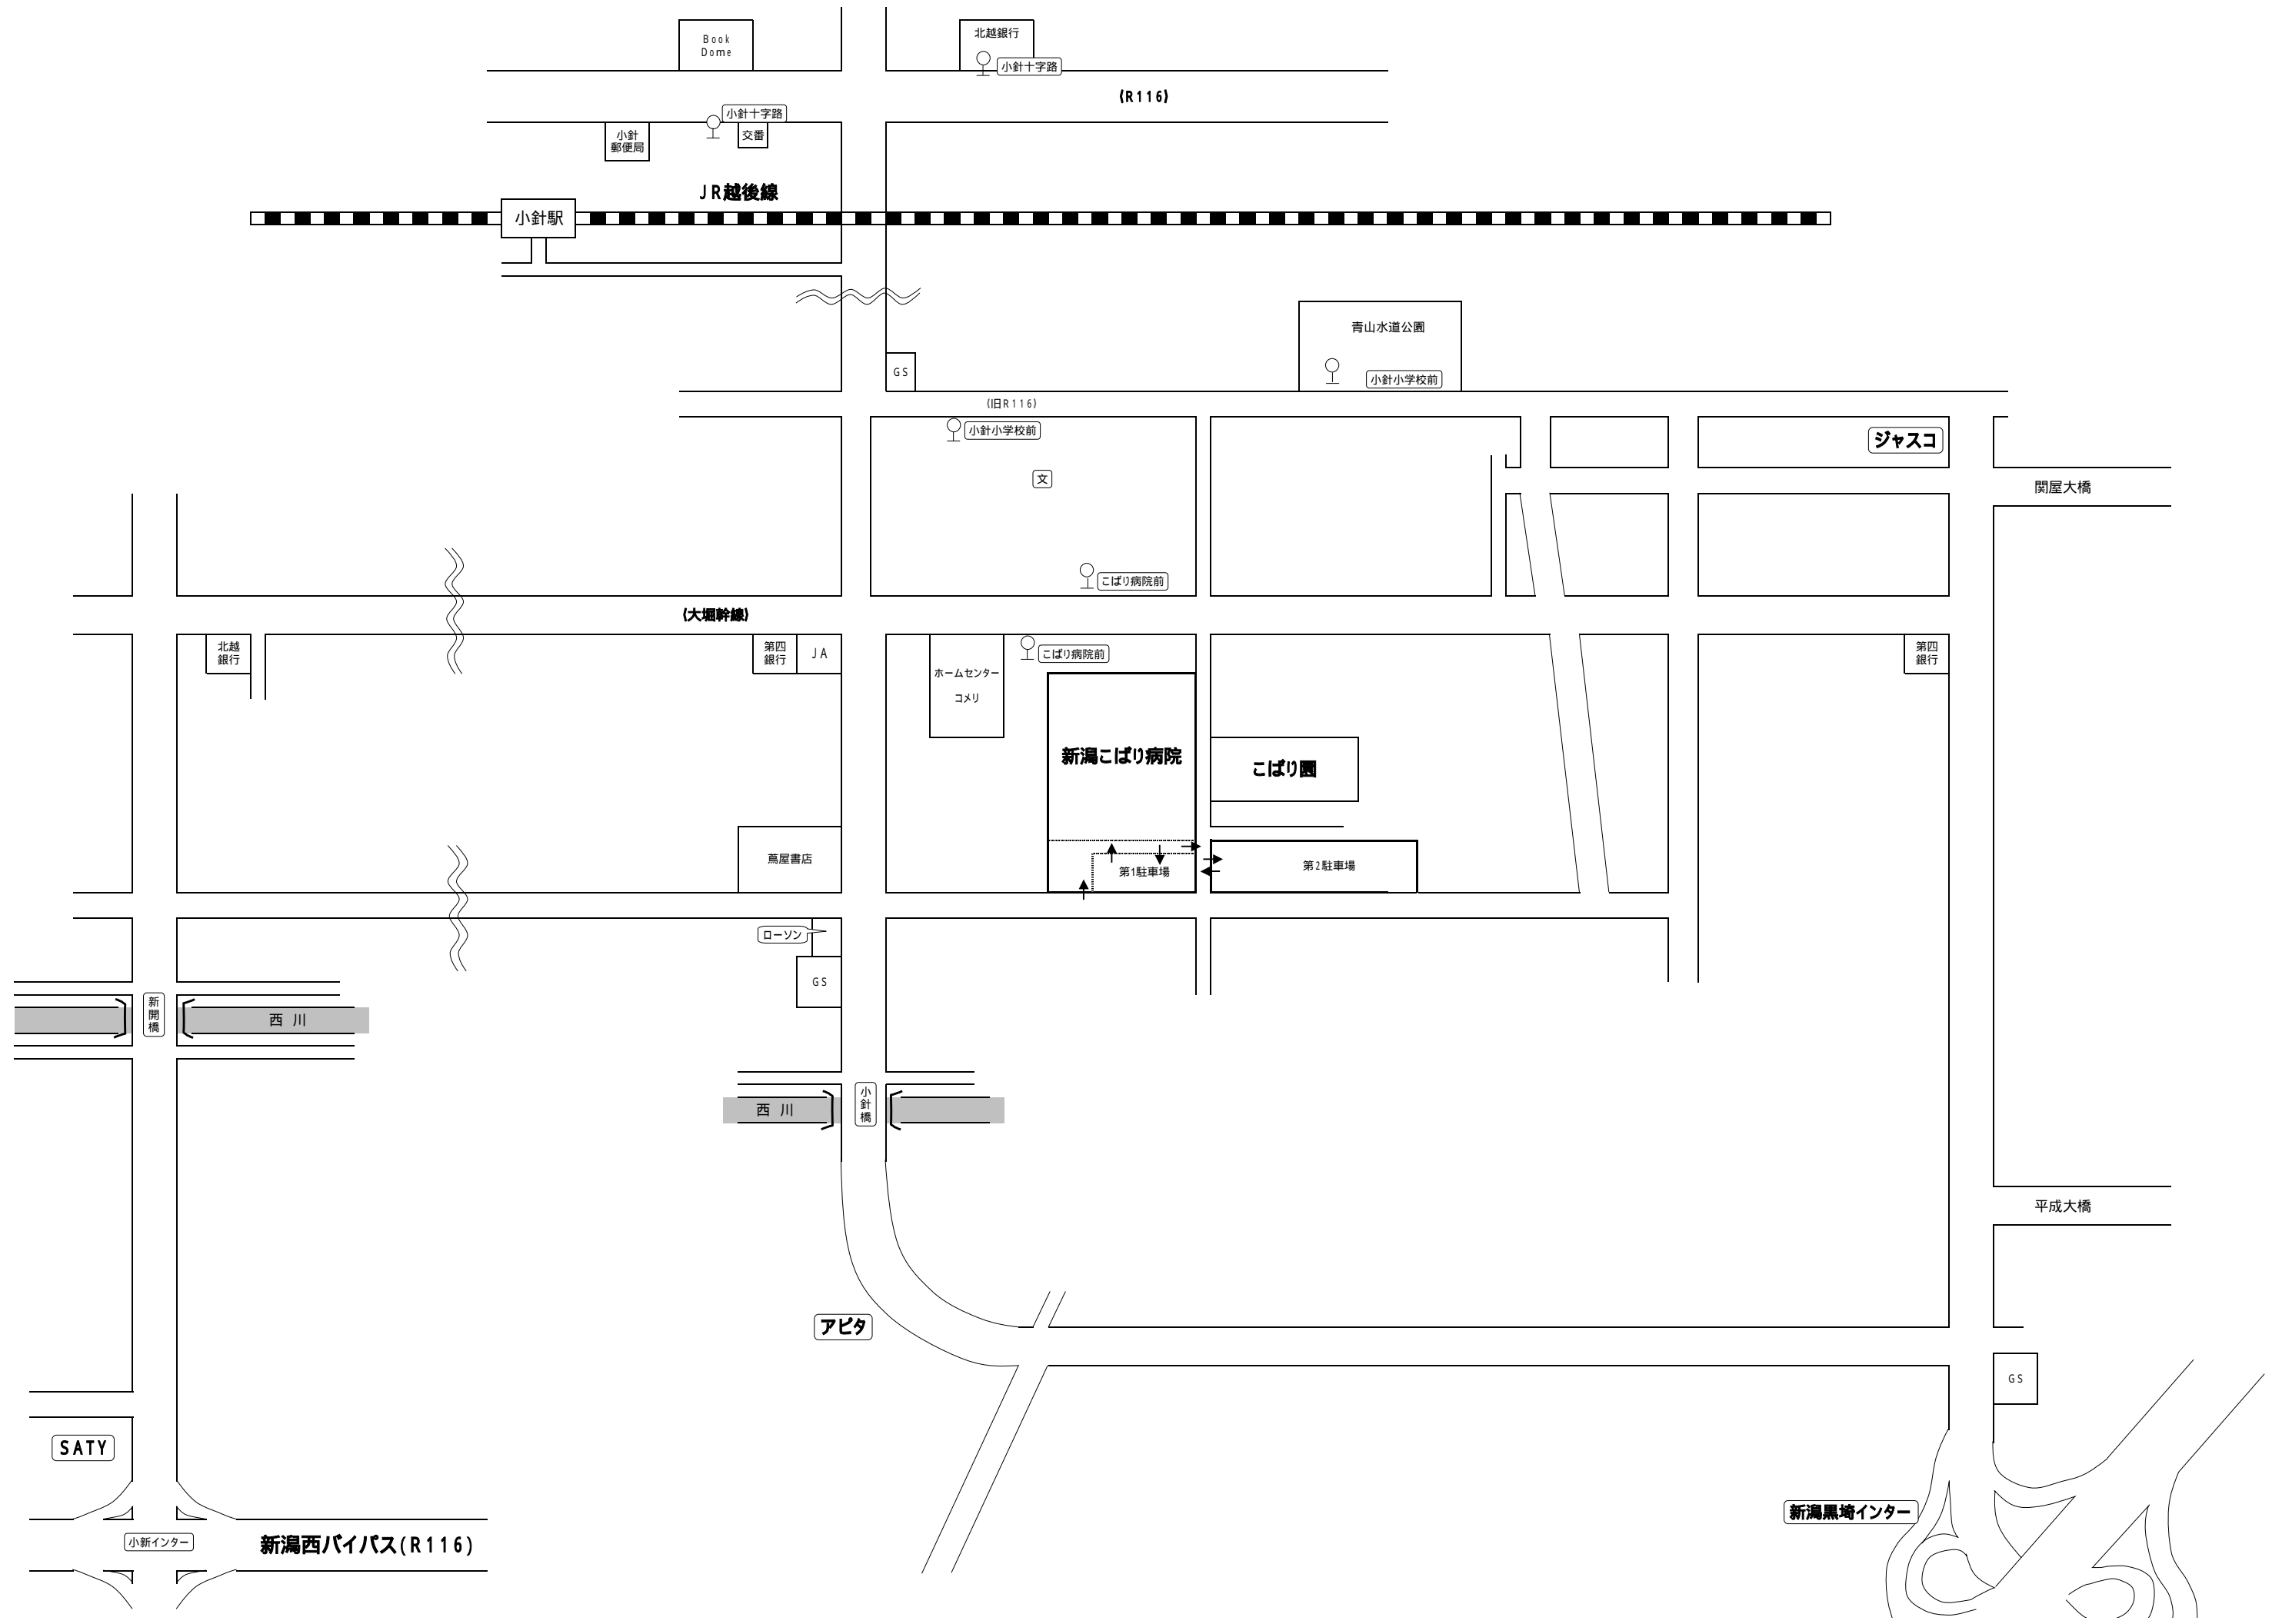 Book
Dome
北越銀行
小針十字路
(R116)
小針十字路
小針
郵便局
交番
JR越後線
小針駅
青山水道公園
小針小学校前
GS
(旧R116)
小針小学校前
ジャスコ
文
関屋大橋
こばり病院前
(大堀幹線)
北越
銀行
第四
銀行
JA
ホームセンター
コメリ
こばり病院前
第四
銀行
新潟こばり病院
こばり園
蔦屋書店
第1駐車場
第2駐車場
ローソン
GS
新開橋
西 川
小針橋
西 川
平成大橋
アピタ
GS
SATY
新潟黒埼インター
小新インター
新潟西バイパス(R116)